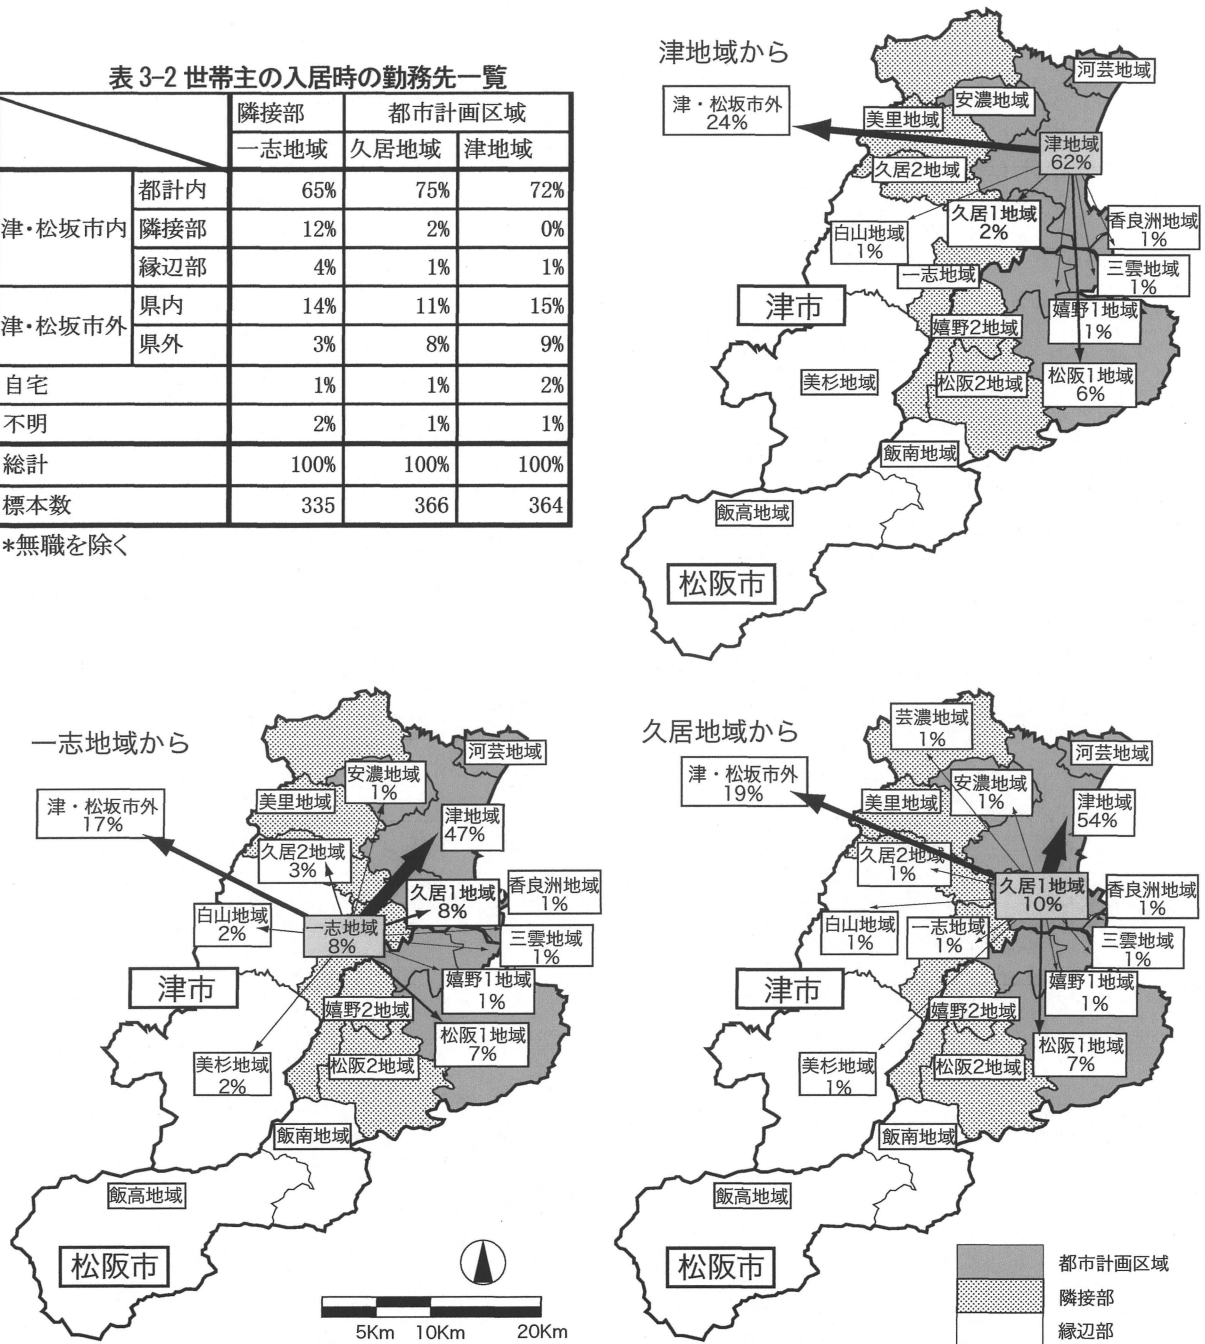 表 3-2 世帯主の入居時の勤務先一覧
隣接部 都市計画区域
一志地域 久居地域 津地域
津・松坂市内 都計内 65% 75% 72%
隣接部 12% 2% 0%
縁辺部 4% 1% 1%
津・松坂市外 県内 14% 11% 15%
県外 3% 8% 9%
自宅 1% 1% 2%
不明 2% 1% 1%
総計 100% 100% 100%
標本数 335 366 364
*無職を除く
津地域から
河芸地域
津・松坂市外
24%
安濃地域
美里地域
津地域
62%
久居2地域
久居1地域
2%
香良洲地域
1%
白山地域
1%
一志地域
三雲地域
1%
津市
嬉野1地域
1%
嬉野2地域
美杉地域
松阪2地域
松阪1地域
6%
飯南地域
飯高地域
松阪市
一志地域から
河芸地域
安濃地域
1%
津・松坂市外
17%
美里地域
津地域
47%
久居2地域
3%
久居1地域
8%
香良洲地域
1%
白山地域
2%
一志地域
8%
三雲地域
1%
津市
嬉野1地域
1%
嬉野2地域
松阪1地域
7%
美杉地域
2%
松阪2地域
飯南地域
飯高地域
松阪市
5Km 10Km 20Km
久居地域から
芸濃地域
1%
河芸地域
津・松坂市外
19%
安濃地域
1%
美里地域
津地域
54%
久居2地域
1%
久居1地域
10%
香良洲地域
1%
白山地域
1%
一志地域
1%
三雲地域
1%
津市
嬉野1地域
1%
嬉野2地域
松阪1地域
7%
美杉地域
1%
松阪2地域
飯南地域
飯高地域
松阪市
都市計画区域
隣接部
縁辺部